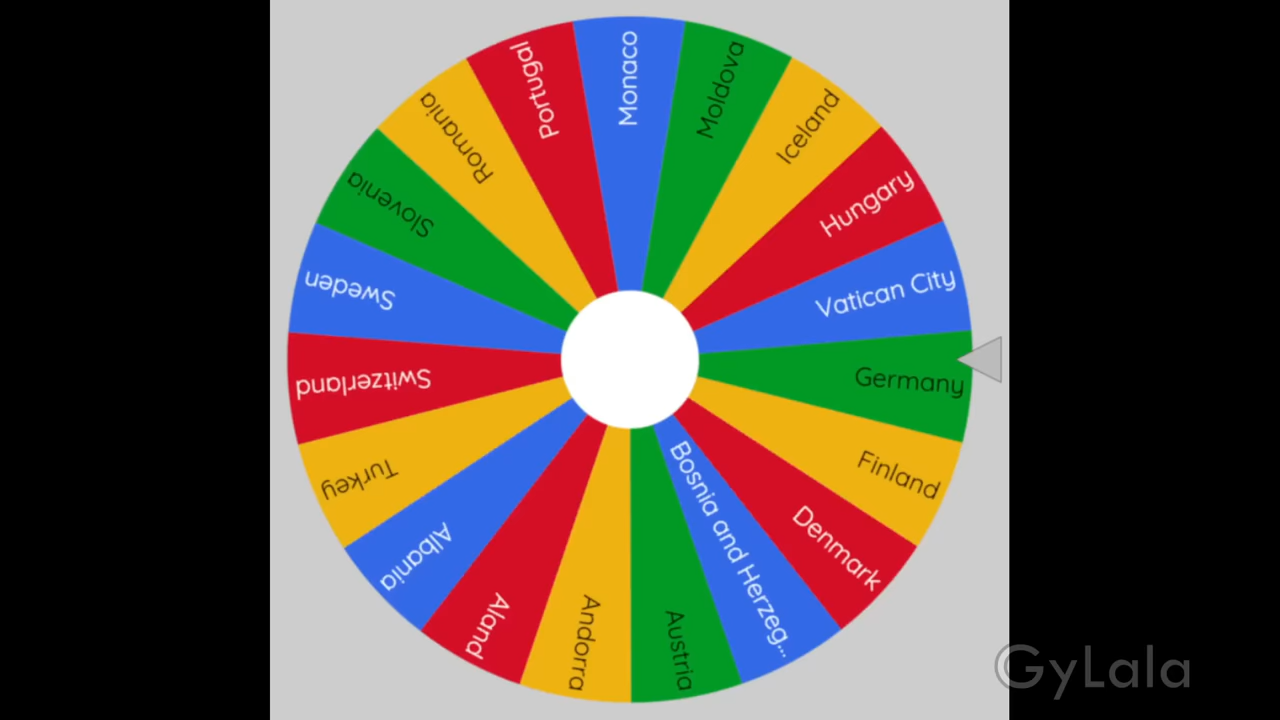 Monaco
Moldova
Iceland
Hungary
Vatican City
Germany
Finland
Denmark
Bosnia and Herzeg...
Austria
Andorra
Aland
Albania
Turkey
Switzerland
Sweden
Slovenia
Romania
Portugal
GyLala